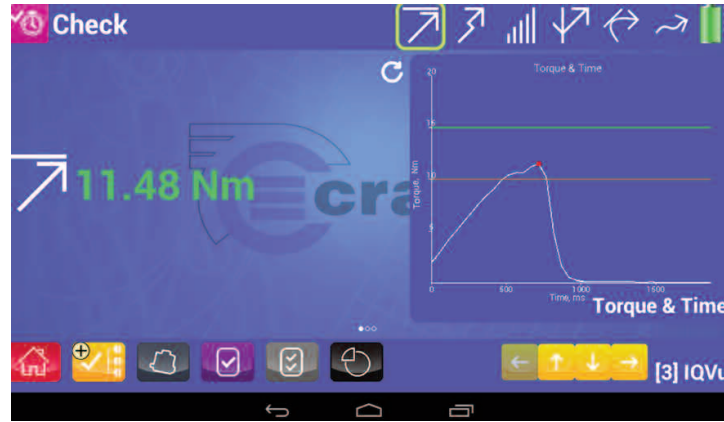 Check
Torque & Time
20
15
10
5
Torque, Nm
11.48 Nm
cra
0
500
1000
1500
Time, ms
Torque & Time
[3] IQVu